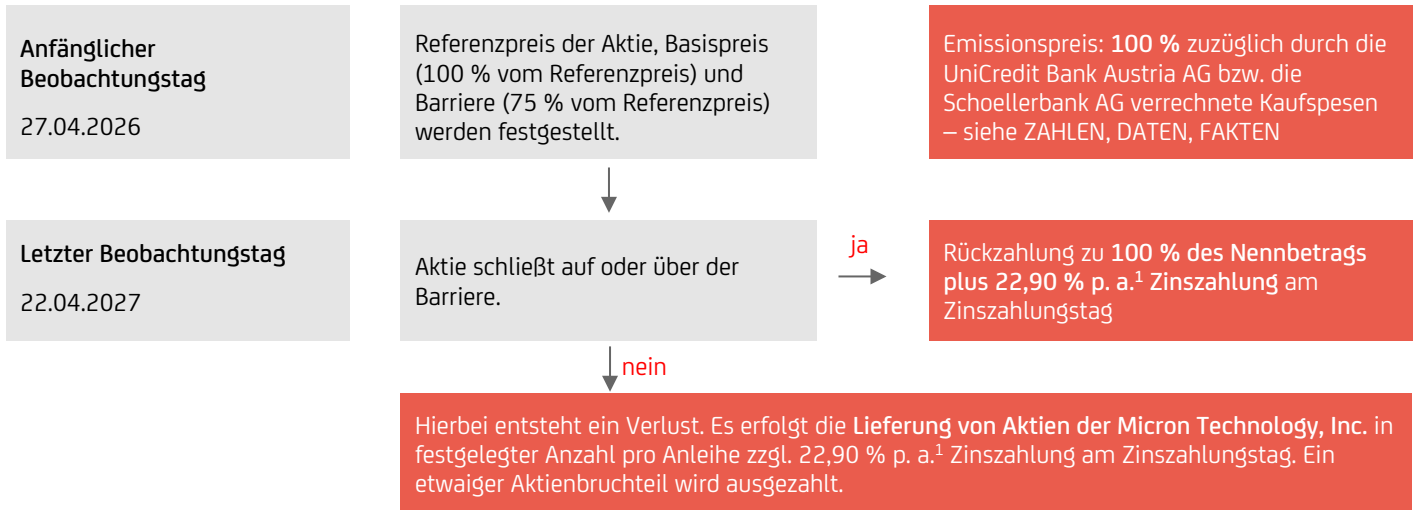 Anfänglicher
Beobachtungstag
27.04.2026
Referenzpreis der Aktie, Basispreis
(100 % vom Referenzpreis) und
Barriere (75 % vom Referenzpreis)
werden festgestellt.
Emissionspreis: 100 % zuzüglich durch die
UniCredit Bank Austria AG bzw. die
Schoellerbank AG verrechnete Kaufspesen
– siehe ZAHLEN, DATEN, FAKTEN
Letzter Beobachtungstag
22.04.2027
Aktie schließt auf oder über der
Barriere.
ja
Rückzahlung zu 100 % des Nennbetrags
plus 22,90 % p. a.¹ Zinszahlung am
Zinszahlungstag
nein
Hierbei entsteht ein Verlust. Es erfolgt die Lieferung von Aktien der Micron Technology, Inc. in
festgelegter Anzahl pro Anleihe zzgl. 22,90 % p. a.¹ Zinszahlung am Zinszahlungstag. Ein
etwaiger Aktienbruchteil wird ausgezahlt.